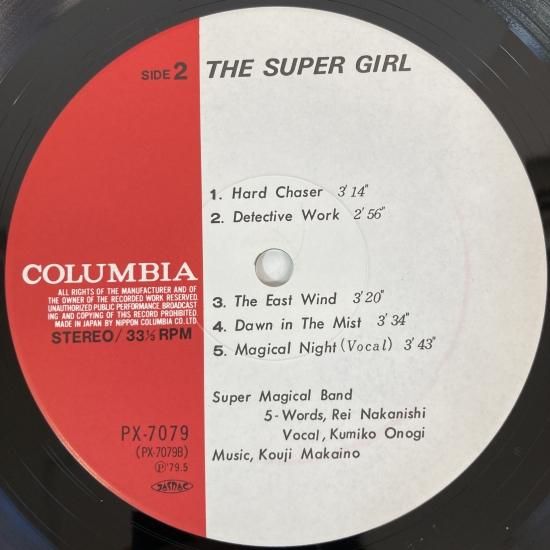 SIDE 2 THE SUPER GIRL
1. Hard Chaser 3'14"
2. Detective Work 2'56"
COLUMBIA
ALL RIGHTS OF THE MANUFACTURER AND OF
THE OWNER OF THE RECORDED WORK RESERVED.
UNAUTHORIZED PUBLIC PERFORMANCE BROADCAST
ING AND COPYING OF THIS RECORD PROHIBITED.
MADE IN JAPAN BY NIPPON COLUMBIA CO. LTD.
STEREO/33⅓ RPM
3. The East Wind 3'20"
4. Dawn in The Mist 3'34"
5. Magical Night (Vocal) 3'43"
Super Magical Band
5-Words, Rei Nakanishi
Vocal, Kumiko Onogi
Music, Kouji Makaino
PX-7079
(PX-7079B)
Ⓟ'79.5
JASRAC